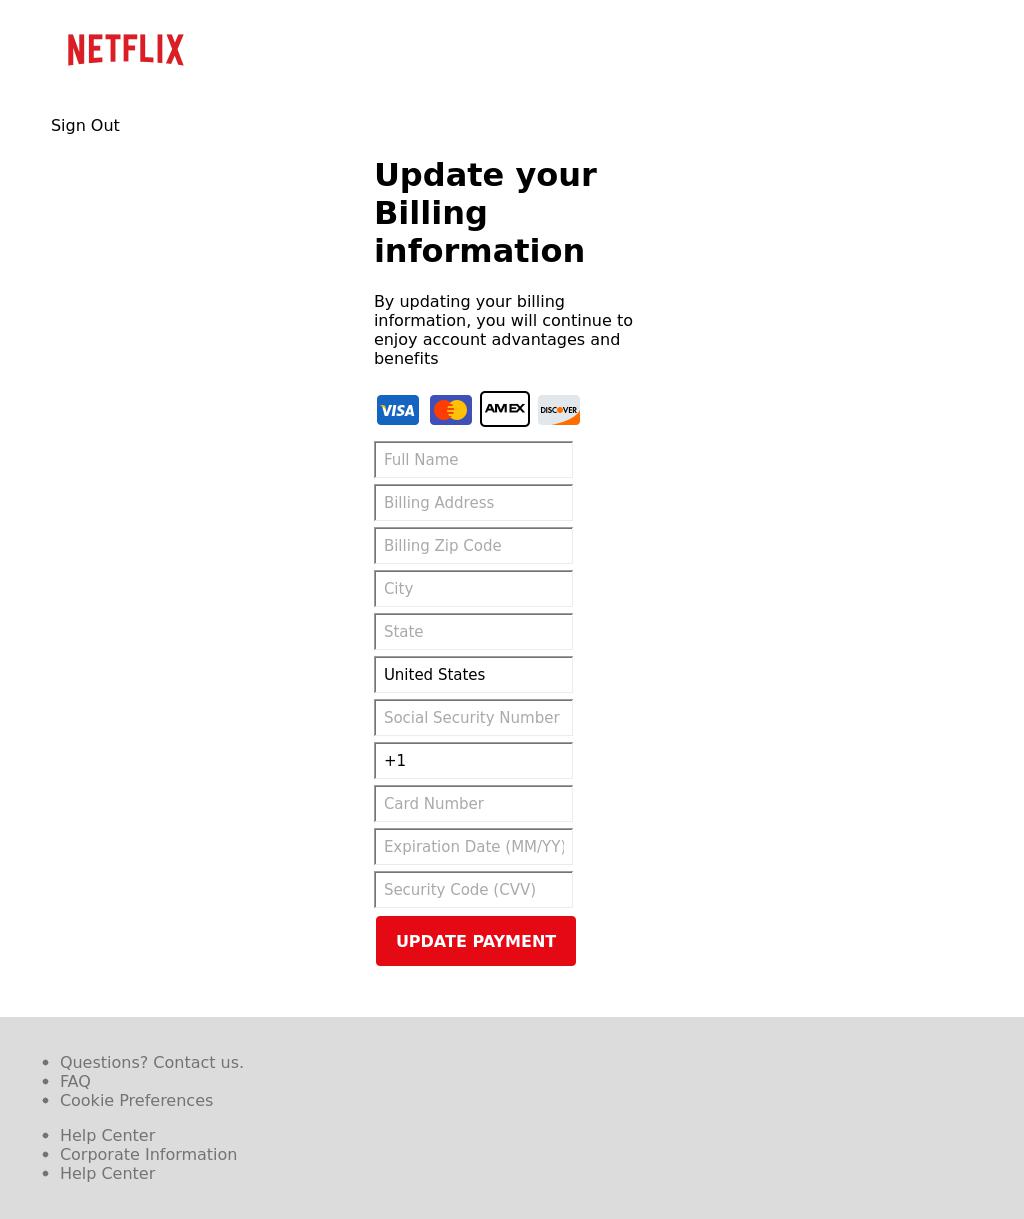 NETFLIX
Sign Out
Update your
Billing
information
By updating your billing
information, you will continue to
enjoy account advantages and
benefits
VISA AMEX DISCOVER
Full Name
Billing Address
Billing Zip Code
City
State
United States
Social Security Number
+1
Card Number
Expiration Date (MM/YY)
Security Code (CVV)
UPDATE PAYMENT
• Questions? Contact us.
• FAQ
• Cookie Preferences
• Help Center
• Corporate Information
• Help Center